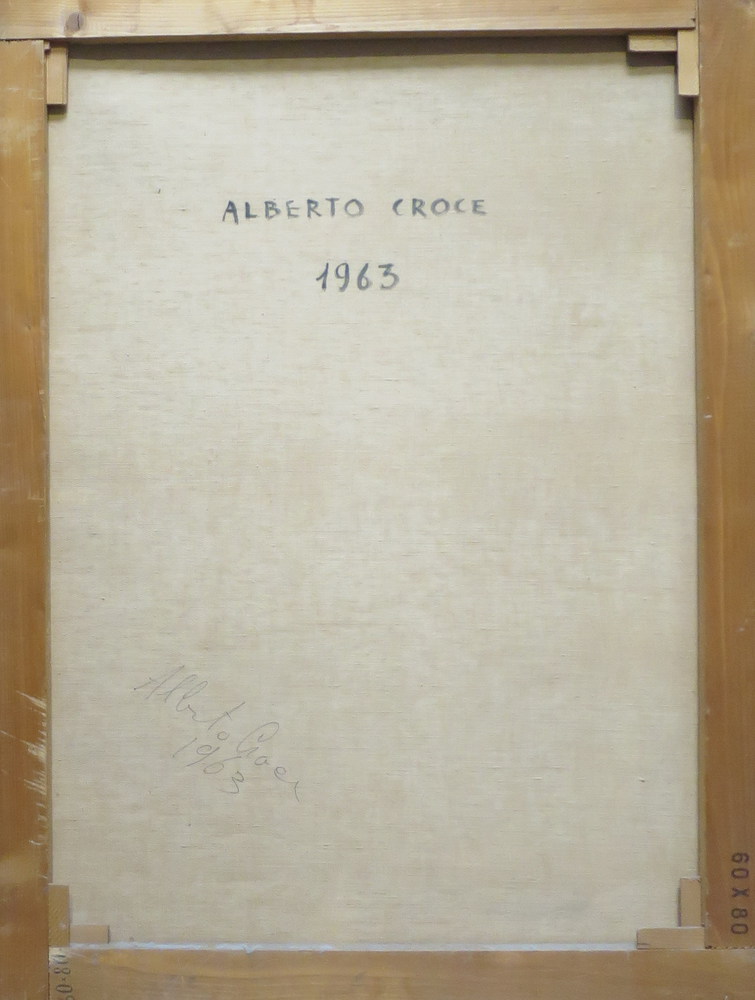 ALBERTO CROCE
1963
Alberto Croce
1963
60 X 80